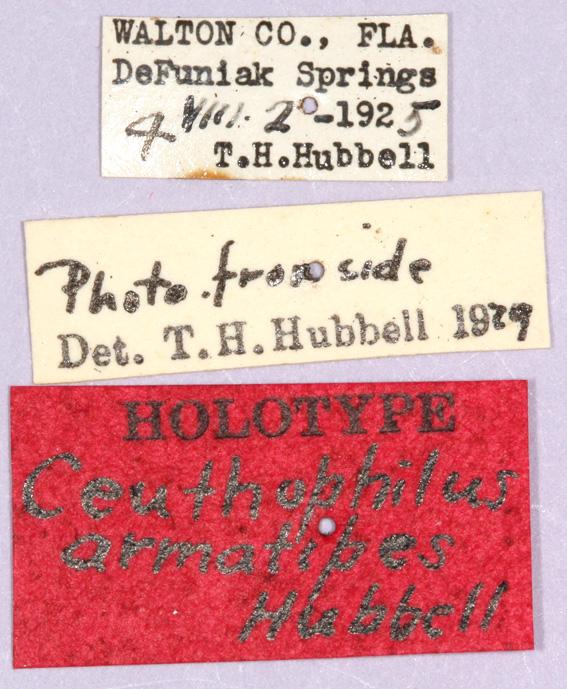 WALTON CO., FLA.
DeFuniak Springs
4 VIII. 2 -1925
T.H.Hubbell
Photo. from side
Det. T.H.Hubbell 1929
HOLOTYPE
Ceuthophilus
armatipes
Hubbell